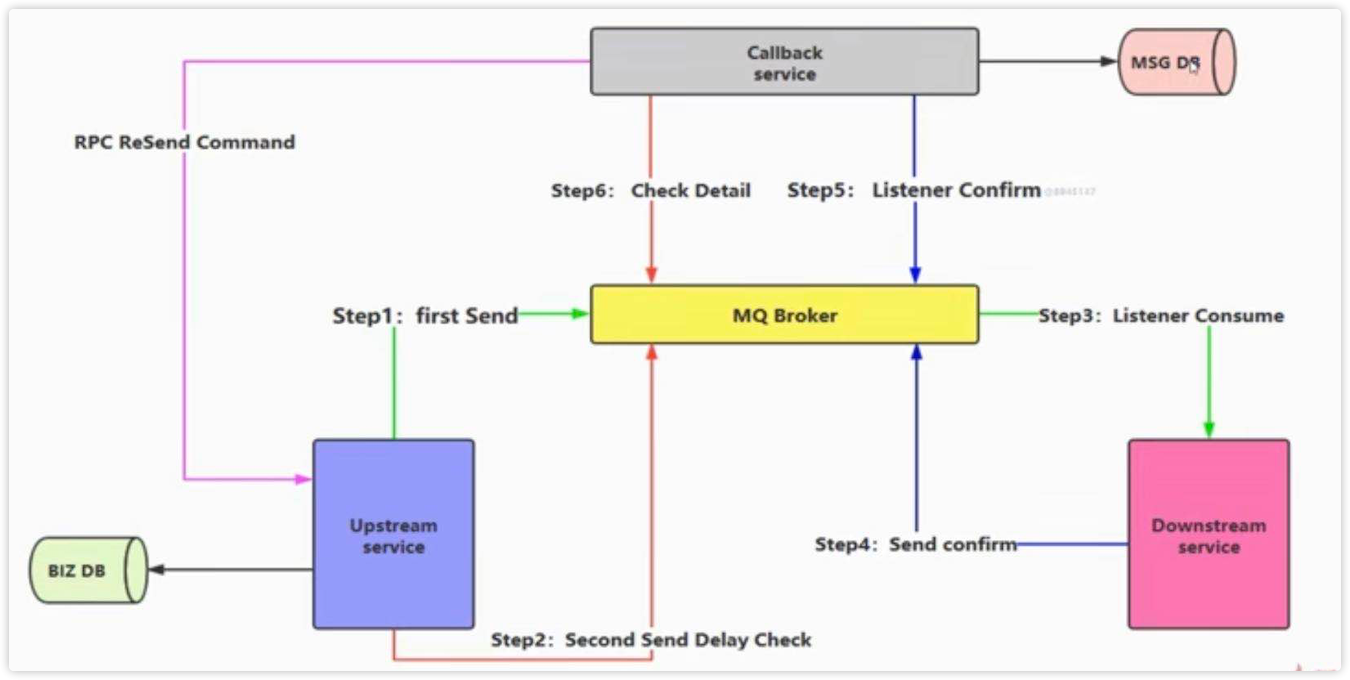 Callback
service
MSG DB
RPC ReSend Command
Step6： Check Detail
Step5： Listener Confirm
Step1：first Send
MQ Broker
Step3：Listener Consume
Upstream
service
Downstream
service
Step4：Send confirm
BIZ DB
Step2：Second Send Delay Check